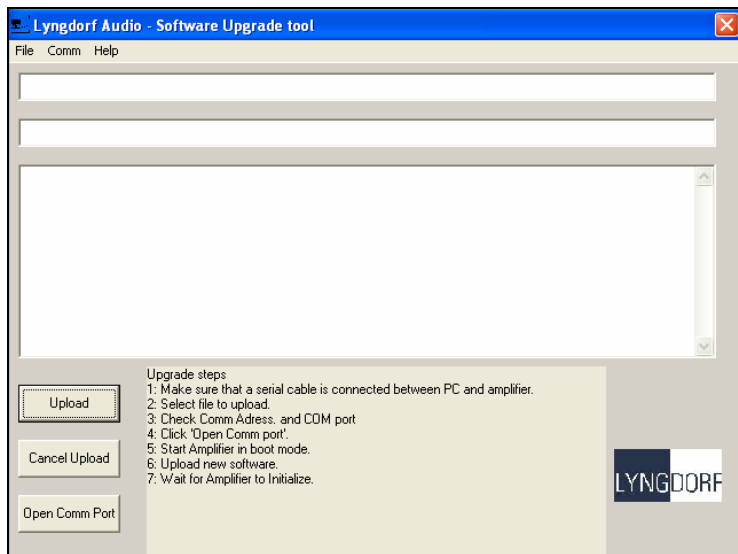 Lyngdorf Audio - Software Upgrade tool
File Comm Help
Upgrade steps
1: Make sure that a serial cable is connected between PC and amplifier.
2: Select file to upload.
3: Check Comm Adress. and COM port
4: Click 'Open Comm port'.
5: Start Amplifier in boot mode.
6: Upload new software.
7: Wait for Amplifier to Initialize.
Upload
Cancel Upload
Open Comm Port
LYNGDORF